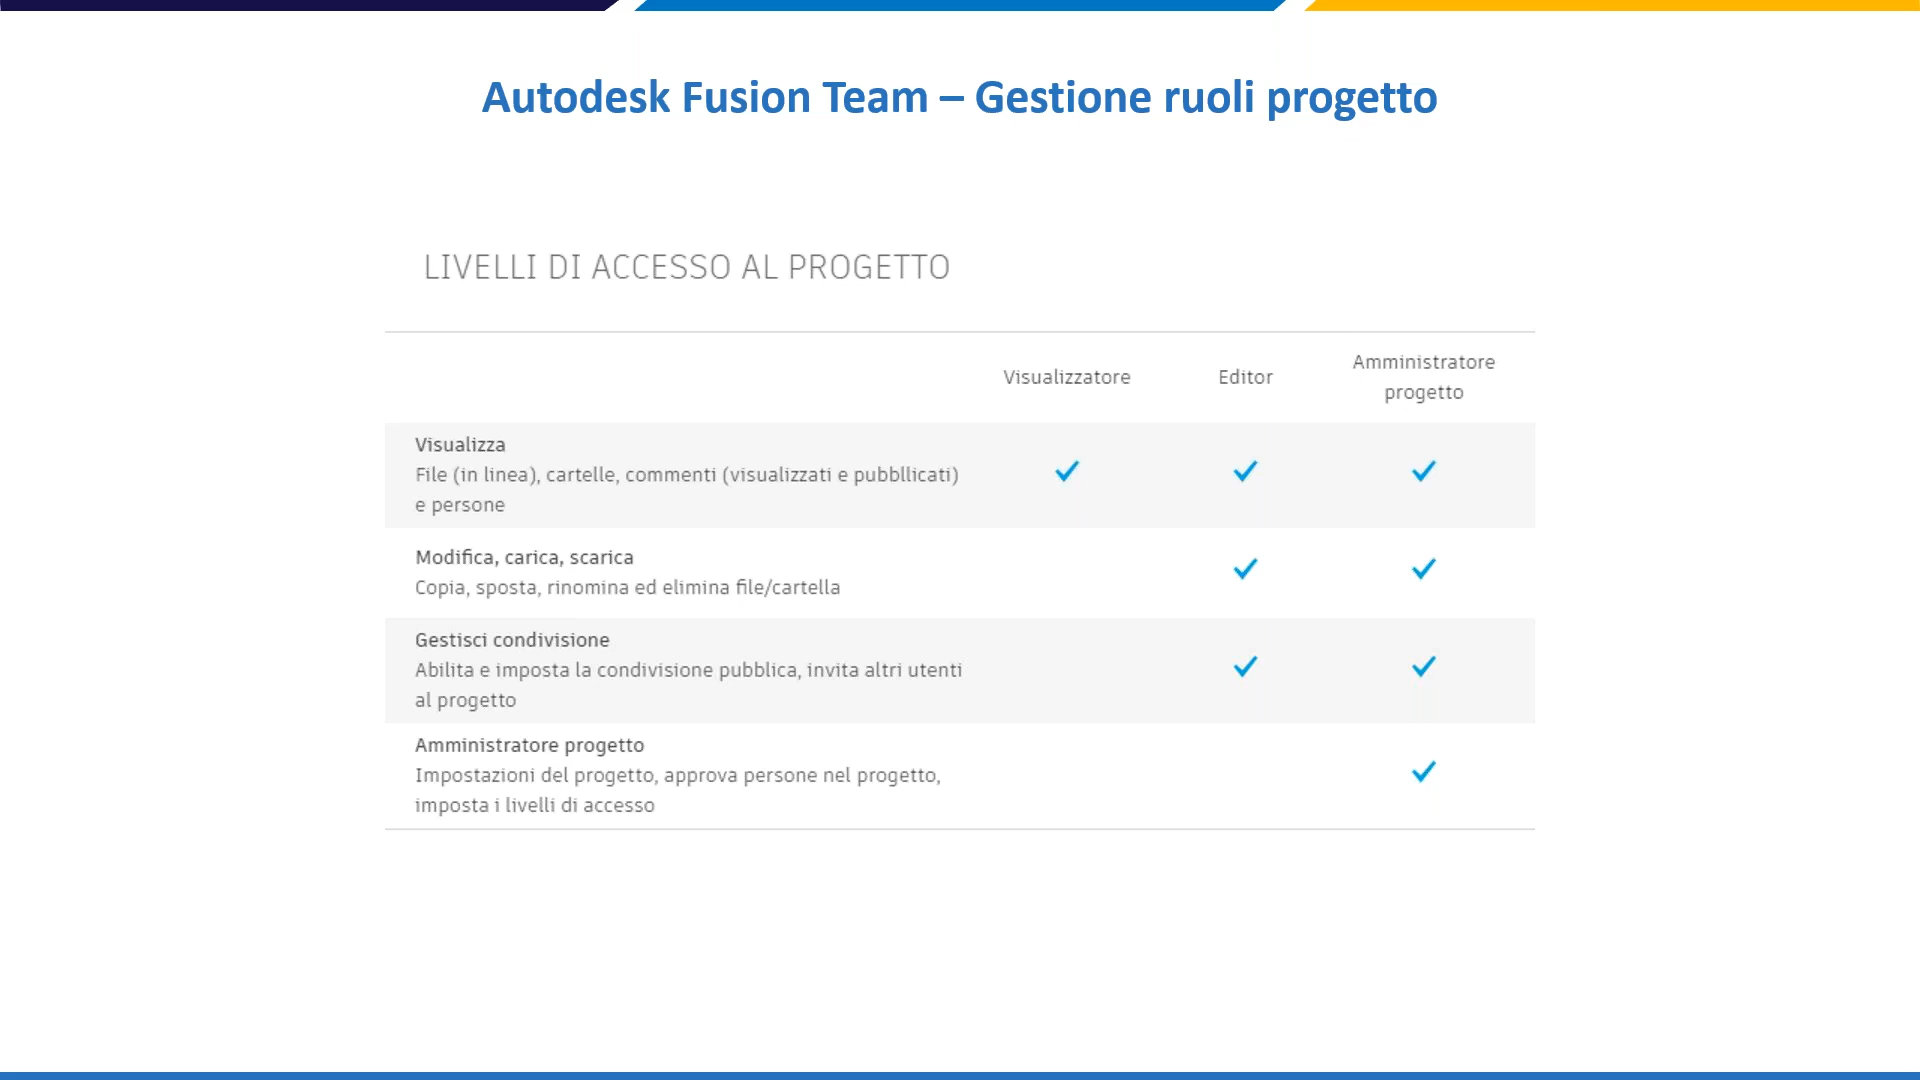 Autodesk Fusion Team – Gestione ruoli progetto
LIVELLI DI ACCESSO AL PROGETTO
Visualizzatore
Editor
Amministratore
progetto
Visualizza
File (in linea), cartelle, commenti (visualizzati e pubbllicati)
e persone
Modifica, carica, scarica
Copia, sposta, rinomina ed elimina file/cartella
Gestisci condivisione
Abilita e imposta la condivisione pubblica, invita altri utenti
al progetto
Amministratore progetto
Impostazioni del progetto, approva persone nel progetto,
imposta i livelli di accesso